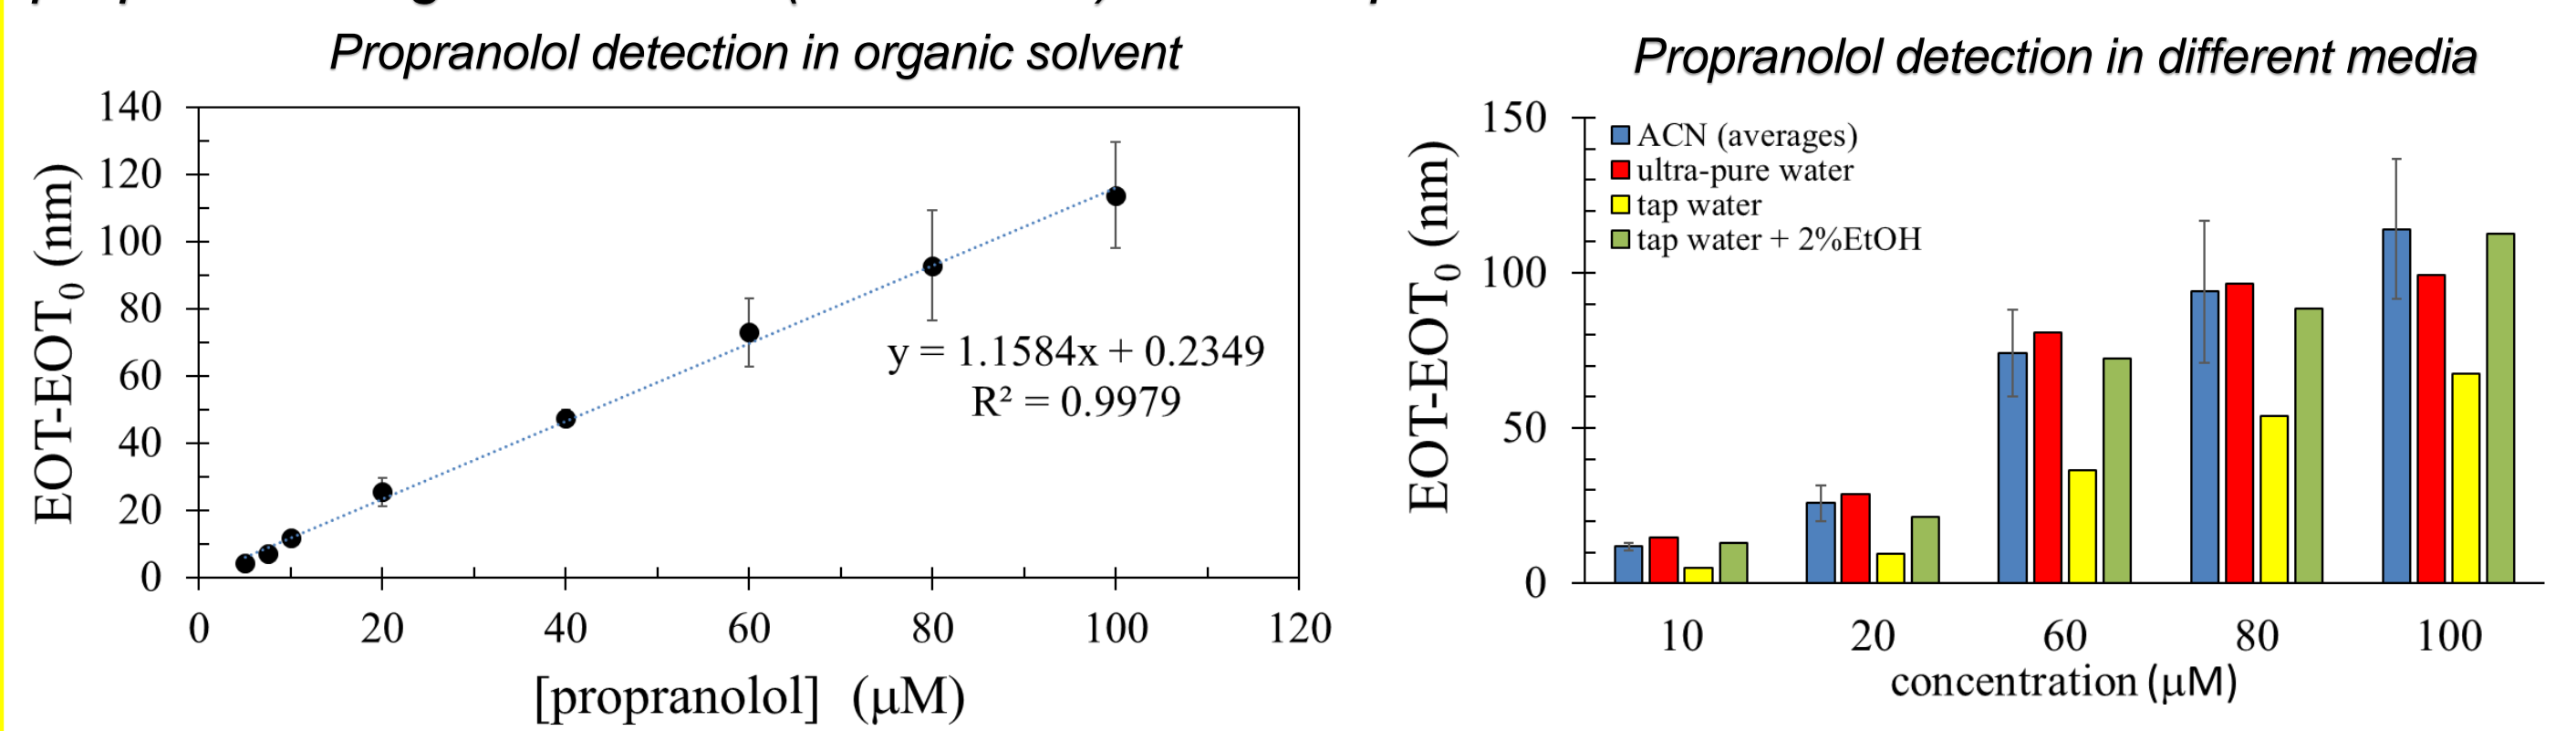 Propranolol detection in organic solvent
140
120
100
80
60
40
20
0
EOT-EOT₀ (nm)
y = 1.1584x + 0.2349
R² = 0.9979
0 20 40 60 80 100 120
[propranolol] (μM)
Propranolol detection in different media
150
100
50
0
EOT-EOT₀ (nm)
ACN (averages)
ultra-pure water
tap water
tap water + 2%EtOH
10 20 60 80 100
concentration (μM)